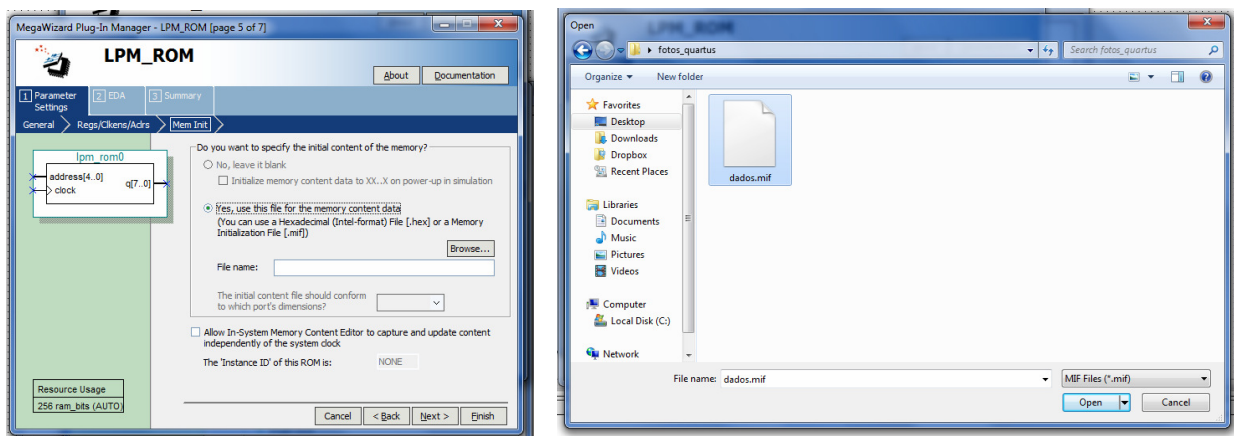 MegaWizard Plug-In Manager - LPM_ROM [page 5 of 7]
LPM_ROM
About
Documentation
1 Parameter Settings
2 EDA
3 Summary
General
Regs/Clkens/Adrs
Mem Init
lpm_rom0
address[4..0]
clock
q[7..0]
Do you want to specify the initial content of the memory?
No, leave it blank
Initialize memory content data to XX..X on power-up in simulation
Yes, use this file for the memory content data
(You can use a Hexadecimal (Intel-format) File [.hex] or a Memory
Initialization File [.mif])
Browse...
File name:
The initial content file should conform
to which port's dimensions?
Allow In-System Memory Content Editor to capture and update content
independently of the system clock
The 'Instance ID' of this ROM is:
NONE
Resource Usage
256 ram_bits (AUTO)
Cancel
< Back
Next >
Finish
Open
LPM_ROM
fotos_quartus
Search fotos_quartus
Organize
New folder
Favorites
Desktop
Downloads
Dropbox
Recent Places
Libraries
Documents
Music
Pictures
Videos
Computer
Local Disk (C:)
Network
dados.mif
File name:
dados.mif
MIF Files (*.mif)
Open
Cancel